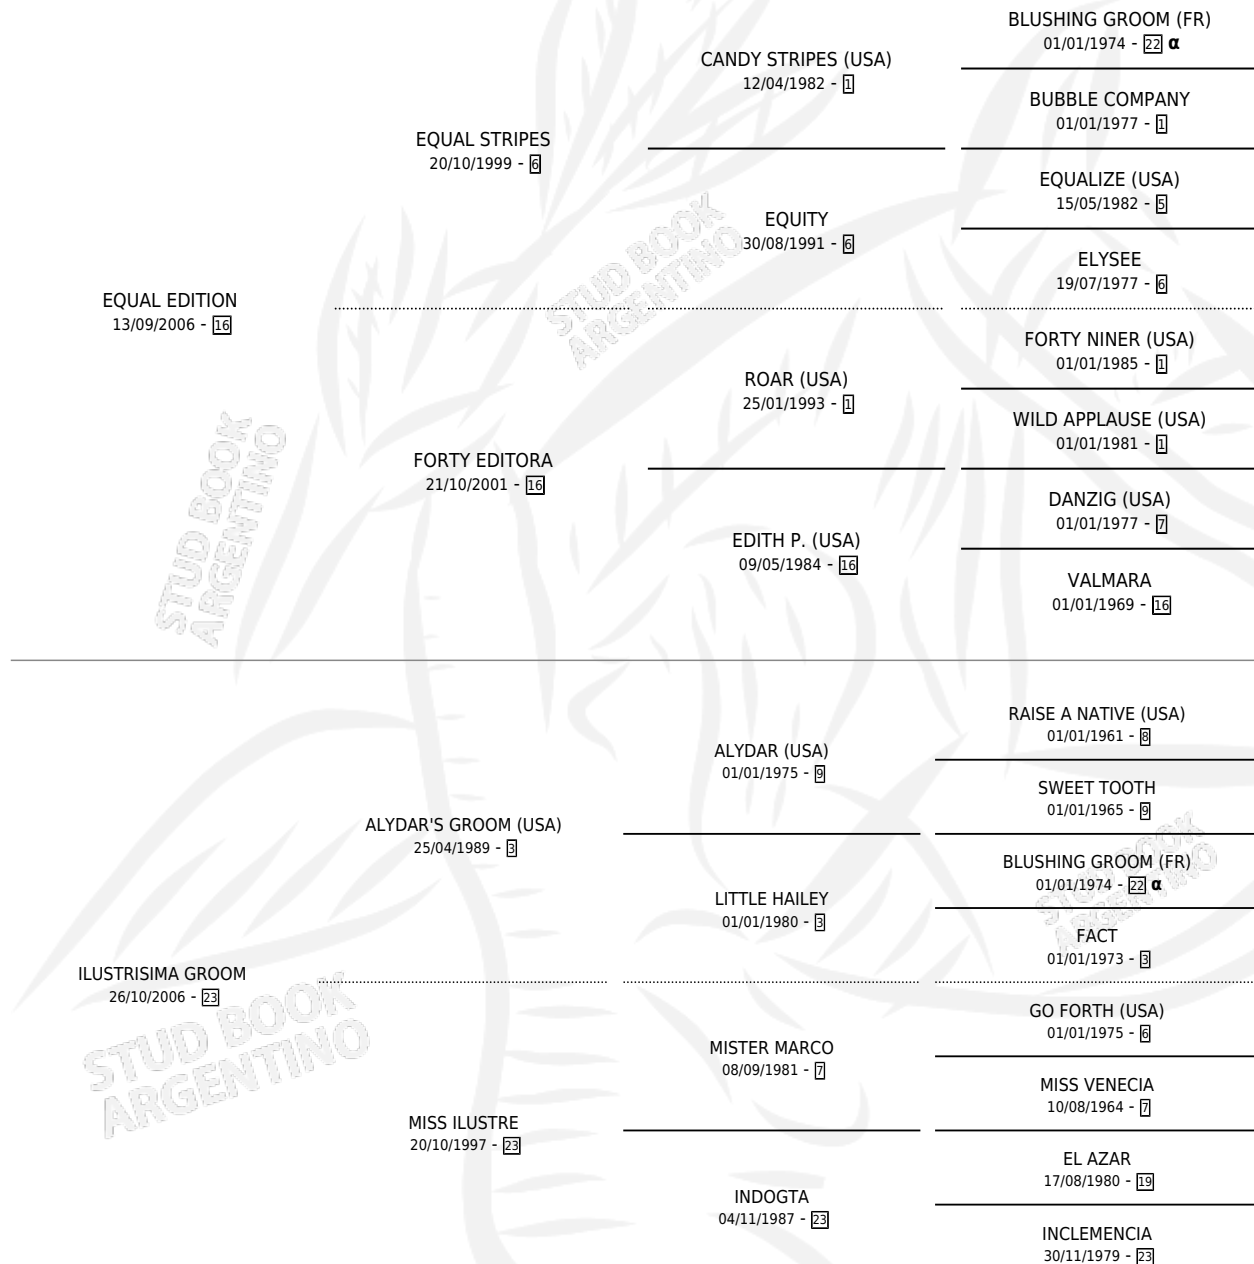 EQUAL EDITION
13/09/2006 - 16
EQUAL STRIPES
20/10/1999 - 6
CANDY STRIPES (USA)
12/04/1982 - 1
BLUSHING GROOM (FR)
01/01/1974 - 22 α
BUBBLE COMPANY
01/01/1977 - 1
EQUITY
30/08/1991 - 6
EQUALIZE (USA)
15/05/1982 - 5
ELYSEE
19/07/1977 - 6
FORTY EDITORA
21/10/2001 - 16
ROAR (USA)
25/01/1993 - 1
FORTY NINER (USA)
01/01/1985 - 1
WILD APPLAUSE (USA)
01/01/1981 - 1
EDITH P. (USA)
09/05/1984 - 16
DANZIG (USA)
01/01/1977 - 7
VALMARA
01/01/1969 - 16
ILUSTRISIMA GROOM
26/10/2006 - 23
ALYDAR'S GROOM (USA)
25/04/1989 - 3
ALYDAR (USA)
01/01/1975 - 9
RAISE A NATIVE (USA)
01/01/1961 - 8
SWEET TOOTH
01/01/1965 - 9
LITTLE HAILEY
01/01/1980 - 3
BLUSHING GROOM (FR)
01/01/1974 - 22 α
FACT
01/01/1973 - 3
MISS ILUSTRE
20/10/1997 - 23
MISTER MARCO
08/09/1981 - 7
GO FORTH (USA)
01/01/1975 - 6
MISS VENECIA
10/08/1964 - 7
INDOGTA
04/11/1987 - 23
EL AZAR
17/08/1980 - 19
INCLEMENCIA
30/11/1979 - 23
STUD BOOK
ARGENTINO
STUD BOOK
ARGENTINO
STUD BOOK
ARGENTINO
STUD BOOK
ARGENTINO